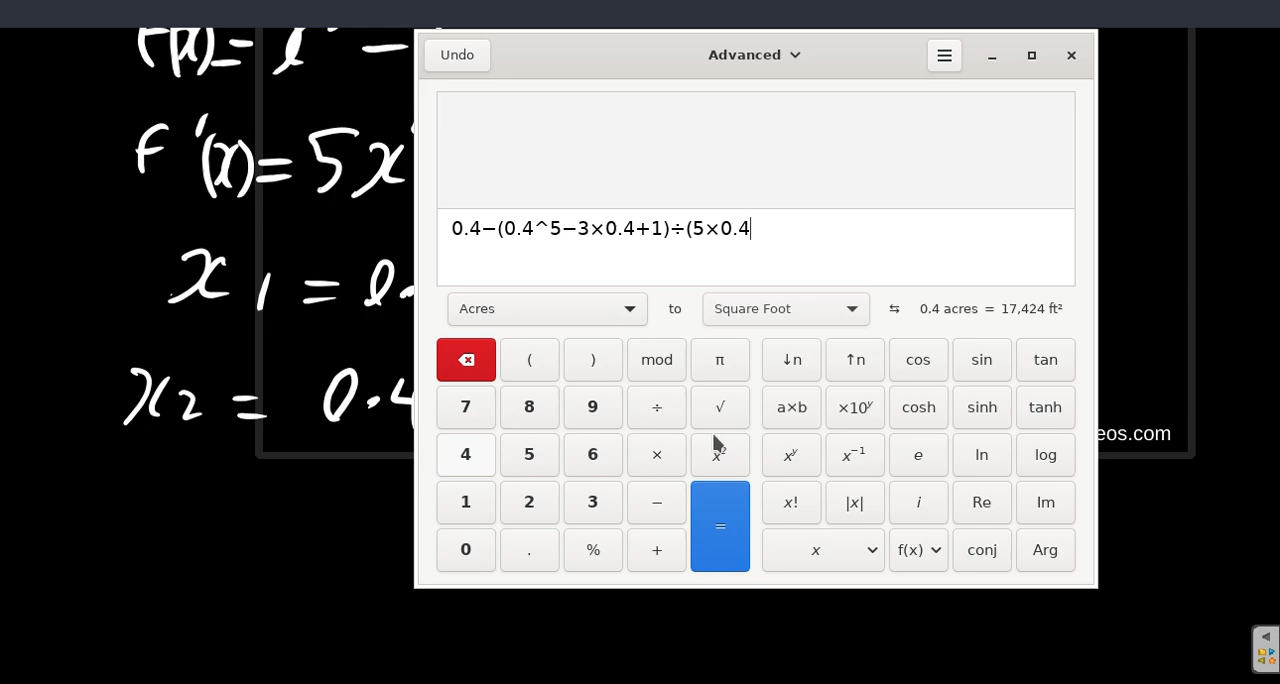 f(x)=
f'(x)= 5x
x1 = 0.
x2 = 0.4
Undo
Advanced
0.4−(0.4^5−3×0.4+1)÷(5×0.4
Acres to Square Foot ⇆ 0.4 acres = 17,424 ft²
( ) mod π ↓n ↑n cos sin tan
7 8 9 ÷ √ a×b ×10ʸ cosh sinh tanh
4 5 6 × x² xʸ x⁻¹ e ln log
1 2 3 − = x! |x| i Re Im
0 . % + x f(x) conj Arg
eos.com